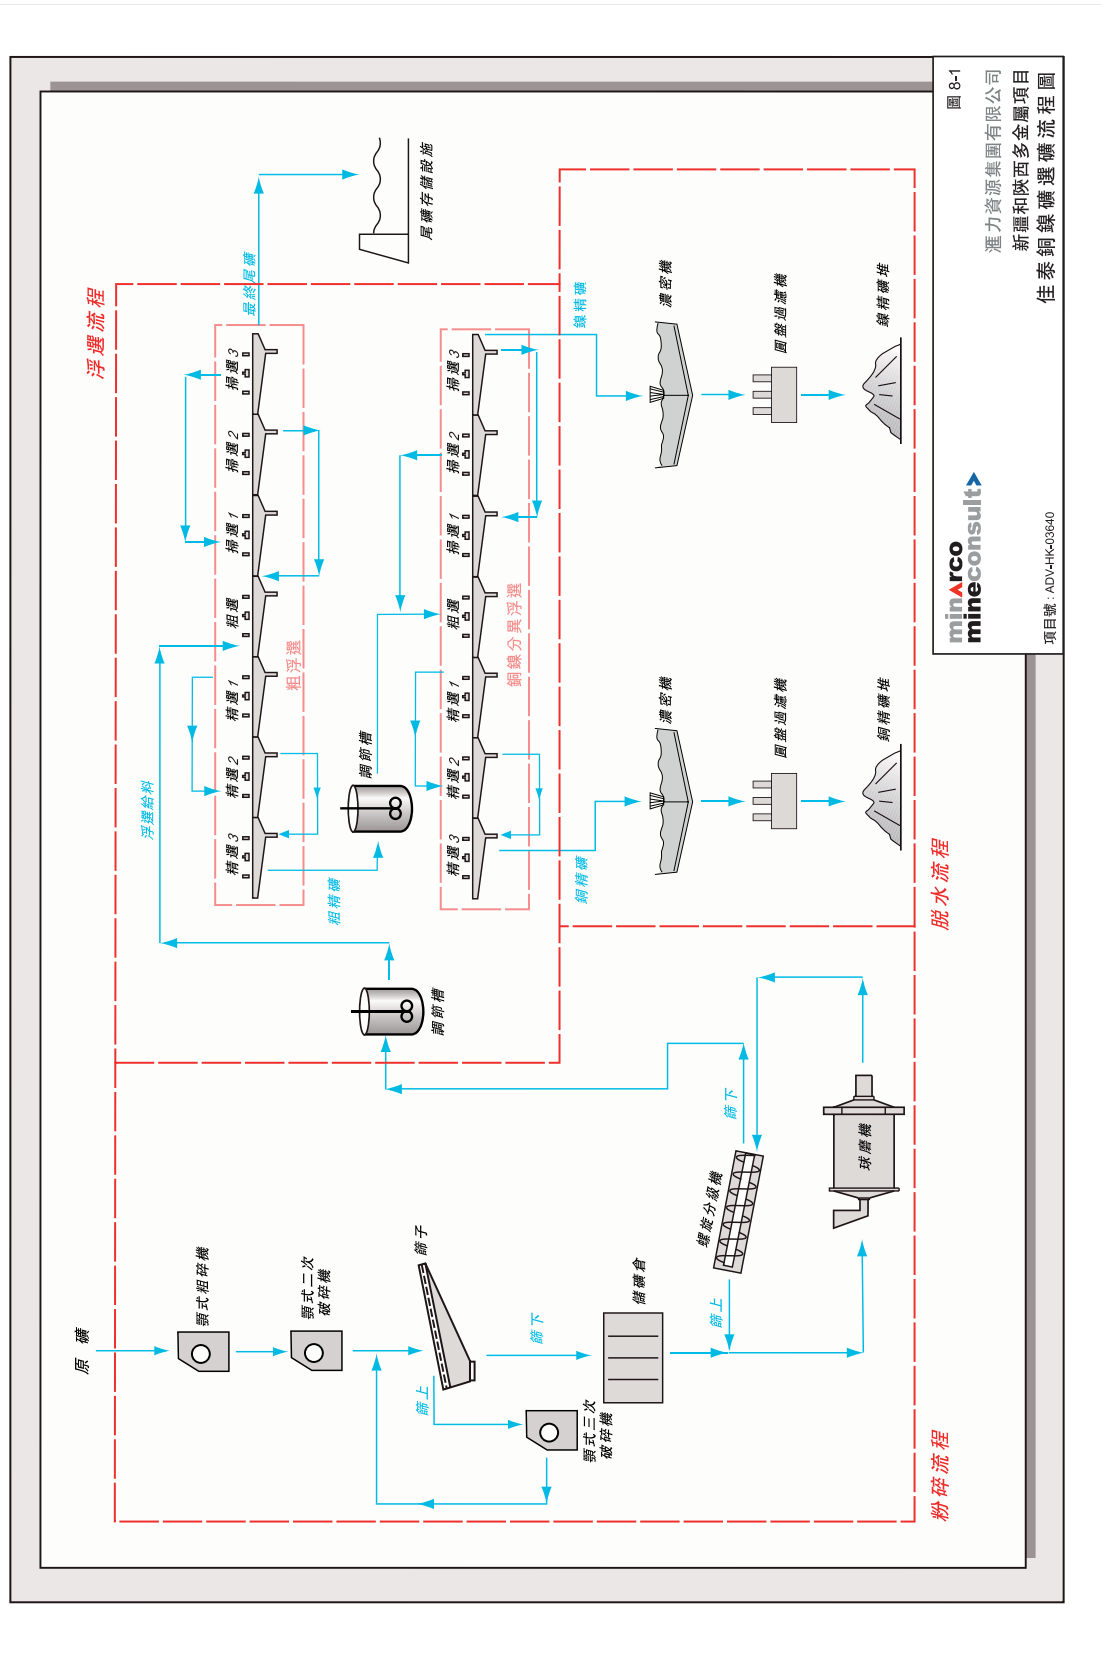 圖 8-1
滙力資源集團有限公司
新疆和陝西多金屬項目
佳泰銅鎳礦選礦流程圖
minarco
mineconsult
項目號 : ADV-HK-03640
浮選流程
最終尾礦
尾礦存儲設施
精選3
精選2
精選1
粗選
掃選1
掃選2
掃選3
粗浮選
浮選給料
粗精礦
調節槽
精選3
精選2
精選1
粗選
掃選1
掃選2
掃選3
銅鎳分異浮選
調節槽
鎳精礦
濃密機
圓盤過濾機
鎳精礦堆
銅精礦
濃密機
圓盤過濾機
銅精礦堆
脫水流程
原 礦
顎式粗碎機
顎式二次
破碎機
篩子
篩上
篩下
顎式三次
破碎機
儲礦倉
螺旋分級機
篩下
篩上
球磨機
粉碎流程